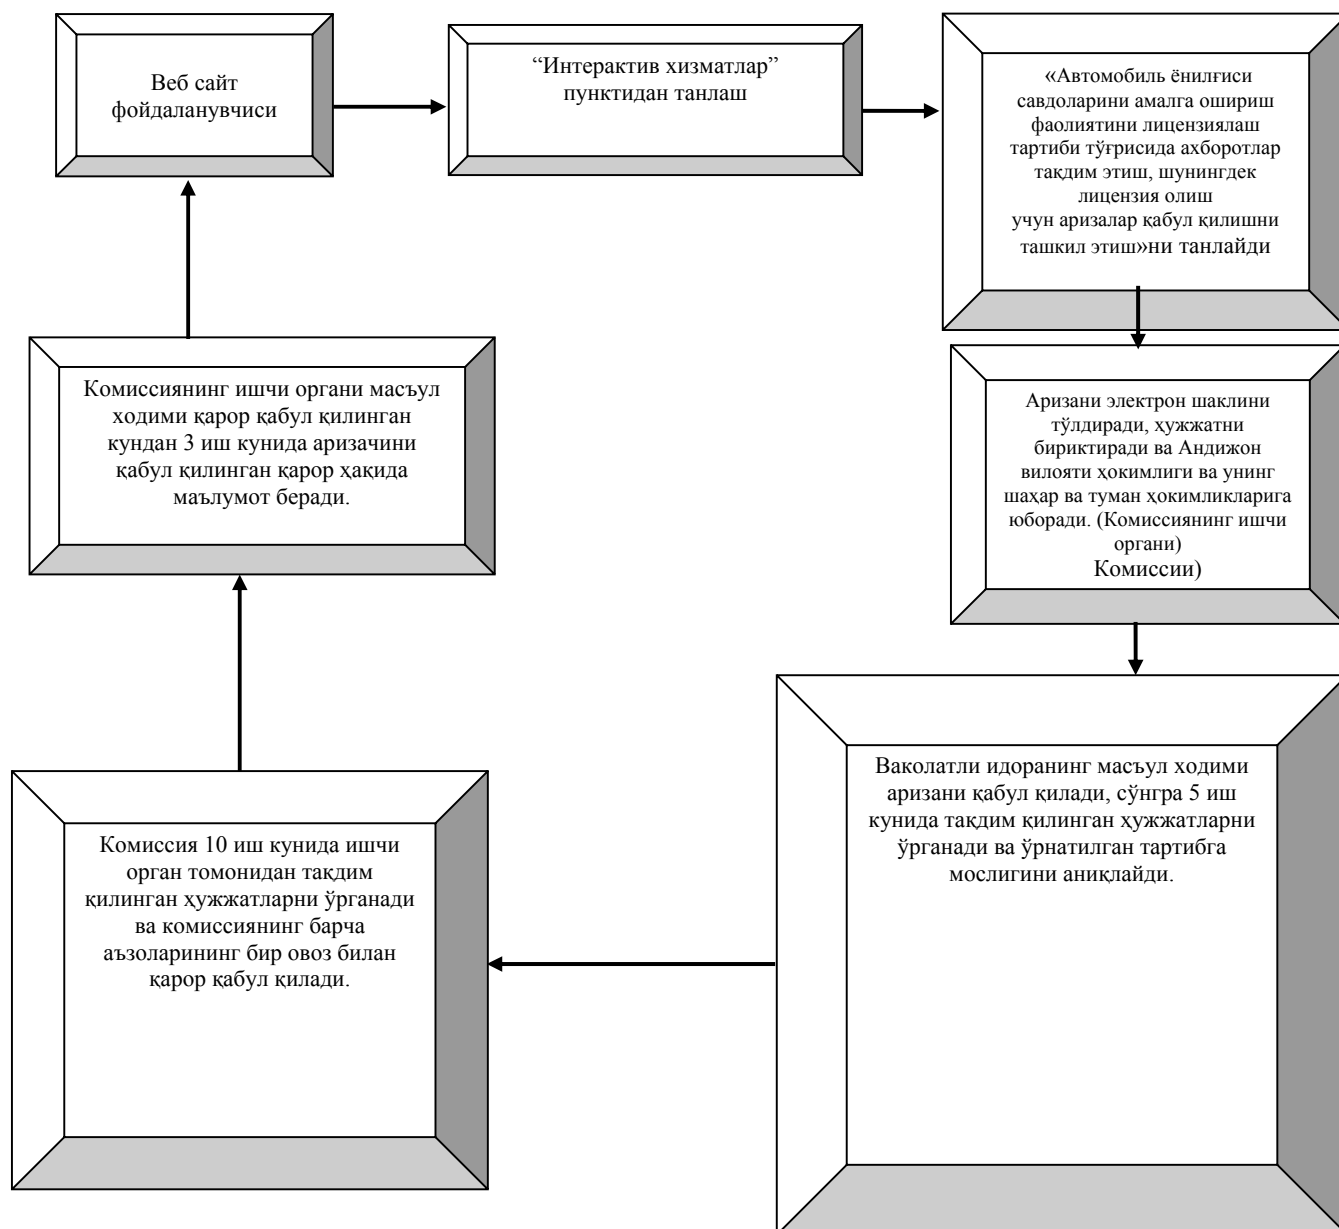 Веб сайт
фойдаланувчиси
“Интерактив хизматлар”
пунктидан танлаш
«Автомобиль ёнилғиси
савдоларини амалга ошириш
фаолиятини лицензиялаш
тартиби тўғрисида ахборотлар
тақдим этиш, шунингдек
лицензия олиш
учун аризалар қабул қилишни
ташкил этиш»ни танлайди
Аризани электрон шаклини
тўлдиради, ҳужжатни
бириктиради ва Андижон
вилояти ҳокимлиги ва унинг
шаҳар ва туман ҳокимликларига
юборади. (Комиссиянинг ишчи
органи)
Комиссии)
Ваколатли идоранинг масъул ходими
аризани қабул қилади, сўнгра 5 иш
кунида тақдим қилинган ҳужжатларни
ўрганади ва ўрнатилган тартибга
мослигини аниқлайди.
Комиссия 10 иш кунида ишчи
орган томонидан тақдим
қилинган ҳужжатларни ўрганади
ва комиссиянинг барча
аъзоларининг бир овоз билан
қарор қабул қилади.
Комиссиянинг ишчи органи масъул
ходими қарор қабул қилинган
кундан 3 иш кунида аризачини
қабул қилинган қарор ҳақида
маълумот беради.